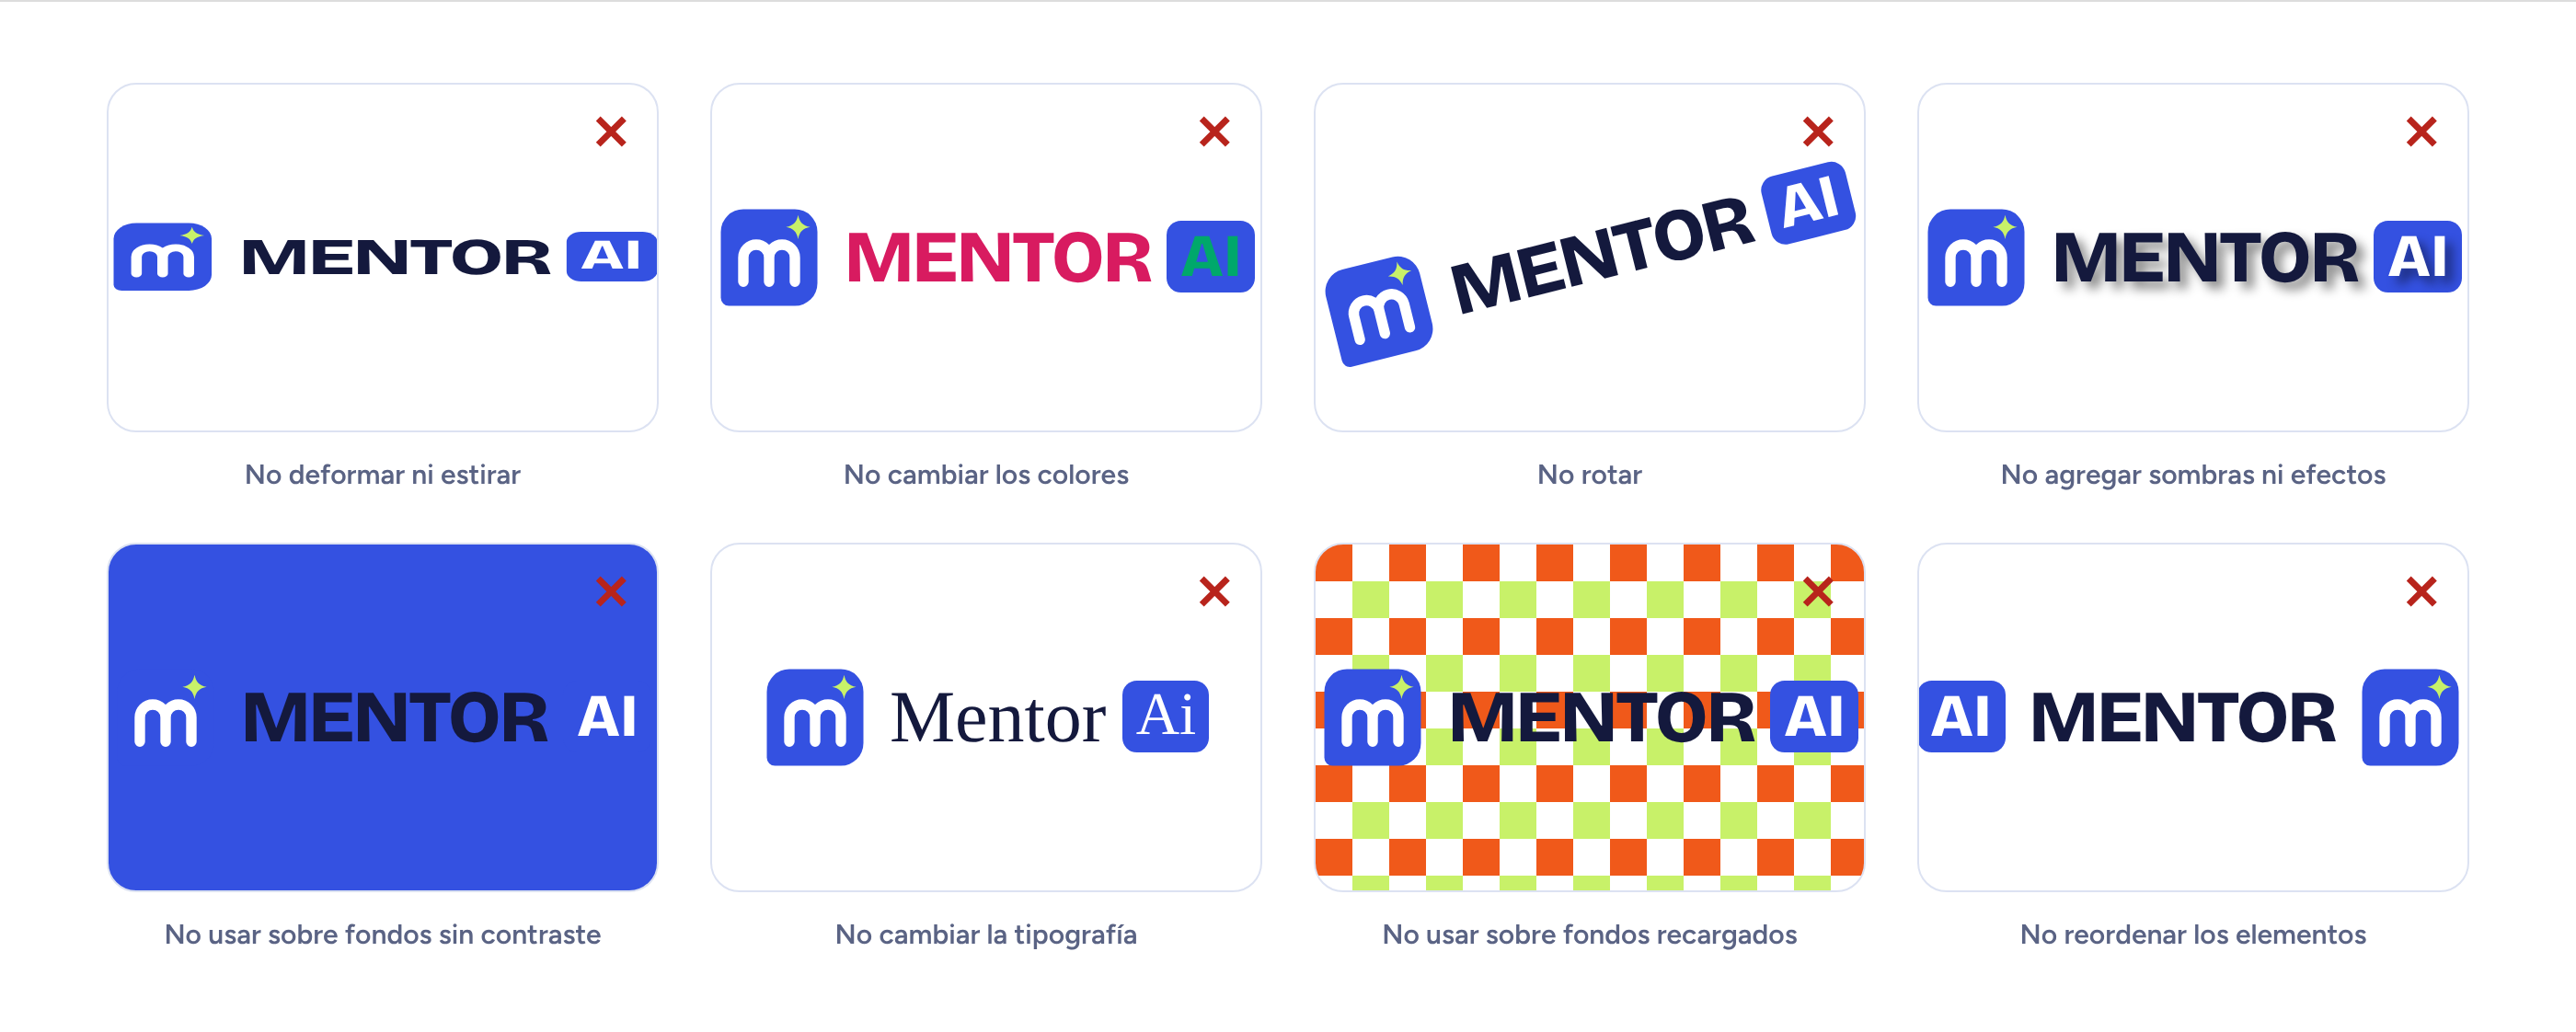 m MENTOR AI
m MENTOR AI
m MENTOR AI
m MENTOR AI
No deformar ni estirar
No cambiar los colores
No rotar
No agregar sombras ni efectos
m MENTOR AI
m Mentor Ai
m MENTOR AI
AI MENTOR m
No usar sobre fondos sin contraste
No cambiar la tipografía
No usar sobre fondos recargados
No reordenar los elementos